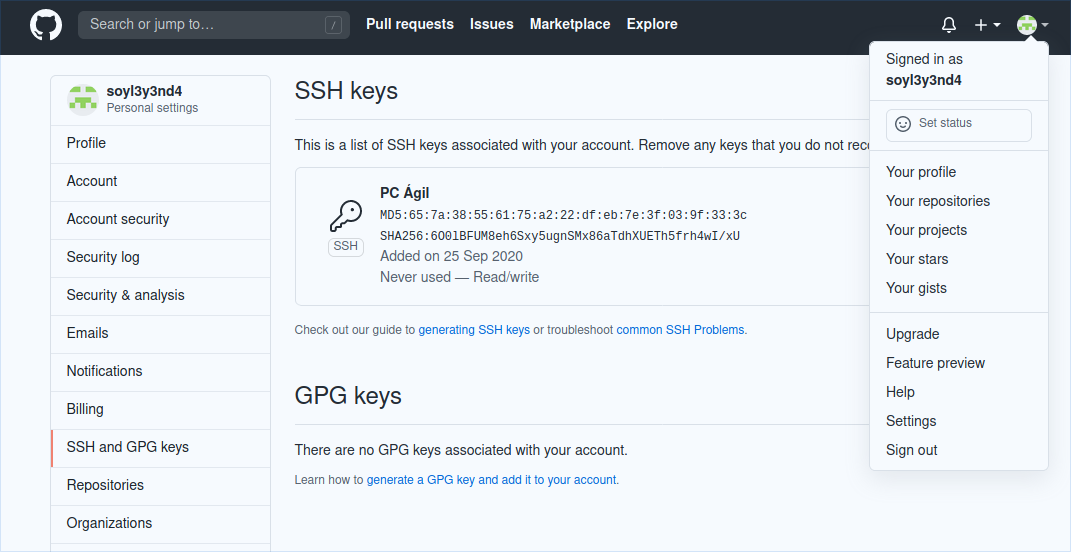 Search or jump to…
/
Pull requests
Issues
Marketplace
Explore
soyl3y3nd4
Personal settings
Profile
Account
Account security
Security log
Security & analysis
Emails
Notifications
Billing
SSH and GPG keys
Repositories
Organizations
SSH keys
This is a list of SSH keys associated with your account. Remove any keys that you do not
PC Ágil
MD5:65:7a:38:55:61:75:a2:22:df:eb:7e:3f:03:9f:33:3c
SHA256:6O0lBFUM8eh6Sxy5ugnSMx86aTdhXUETh5frh4wI/xU
SSH
Added on 25 Sep 2020
Never used — Read/write
Check out our guide to generating SSH keys or troubleshoot common SSH Problems.
GPG keys
There are no GPG keys associated with your account.
Learn how to generate a GPG key and add it to your account.
Signed in as
soyl3y3nd4
Set status
Your profile
Your repositories
Your projects
Your stars
Your gists
Upgrade
Feature preview
Help
Settings
Sign out